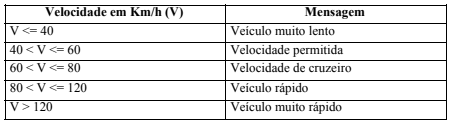 Velocidade em Km/h (V) Mensagem
V <= 40 Veículo muito lento
40 < V <= 60 Velocidade permitida
60 < V <= 80 Velocidade de cruzeiro
80 < V <= 120 Veículo rápido
V > 120 Veículo muito rápido